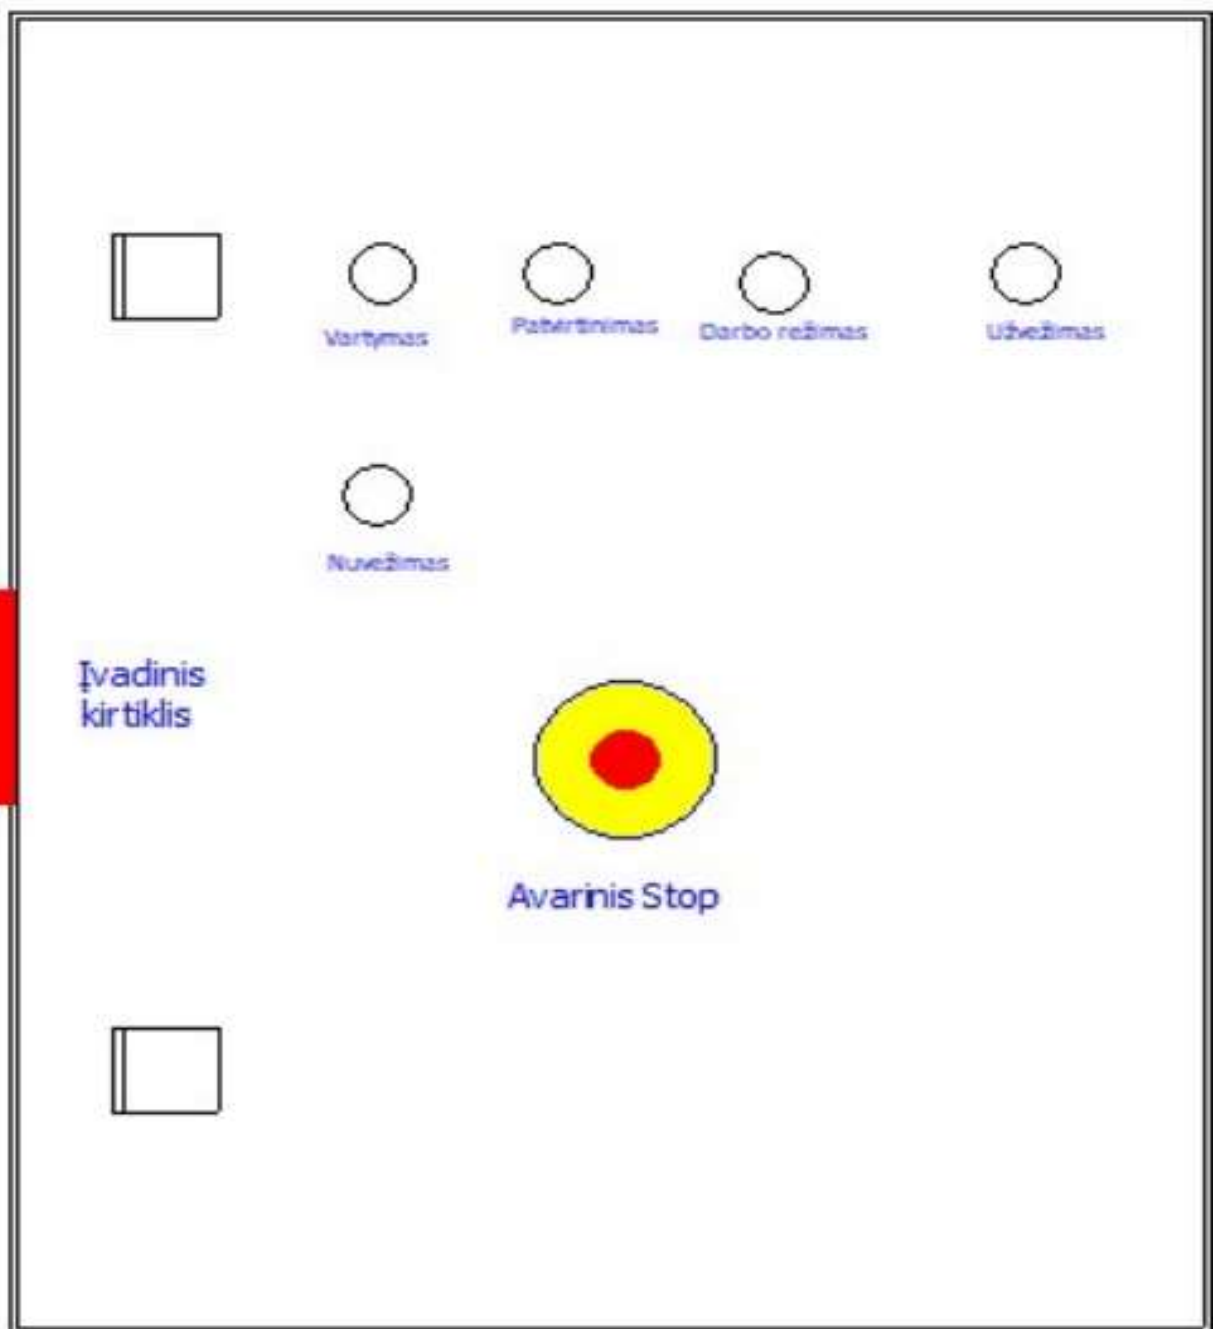 Vartymas
Patvirtinimas
Darbo režimas
Užvežimas
Nuvežimas
Įvadinis
kirtiklis
Avarinis Stop